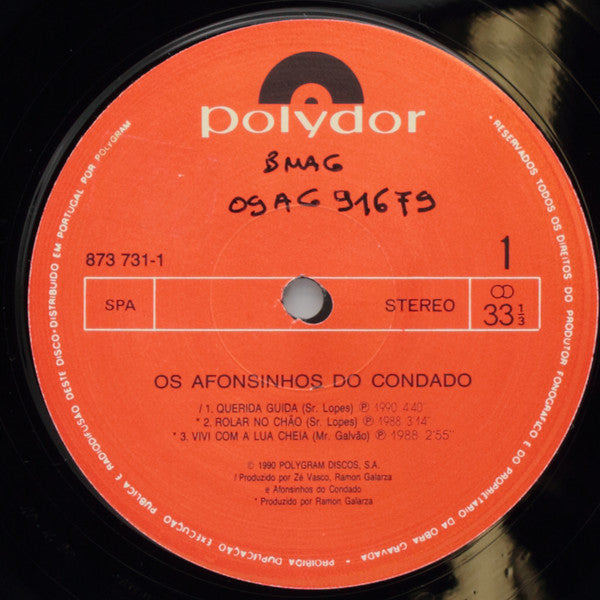 polydor
BMAG
09AG 91679
873 731-1
1
SPA
STEREO
33 1/3
OS AFONSINHOS DO CONDADO
/ 1. QUERIDA GUIDA (Sr. Lopes) ℗ 1990 4'40"
* 2. ROLAR NO CHÃO (Sr. Lopes) ℗ 1988 3'14"
* 3. VIVI COM A LUA CHEIA (Mr. Galvão) ℗ 1988 2'55"
© 1990 POLYGRAM DISCOS, S.A.
/ Produzido por Zé Vasco, Ramon Galarza
e Afonsinhos do Condado
* Produzido por Ramon Galarza
• RESERVADOS TODOS OS DIREITOS DO PRODUTOR FONOGRÁFICO E DO PROPRIETÁRIO DA OBRA GRAVADA • PROIBIDA DUPLICAÇÃO, EXECUÇÃO PÚBLICA E RADIODIFUSÃO DESTE DISCO • DISTRIBUIDO EM PORTUGAL POR POLYGRAM